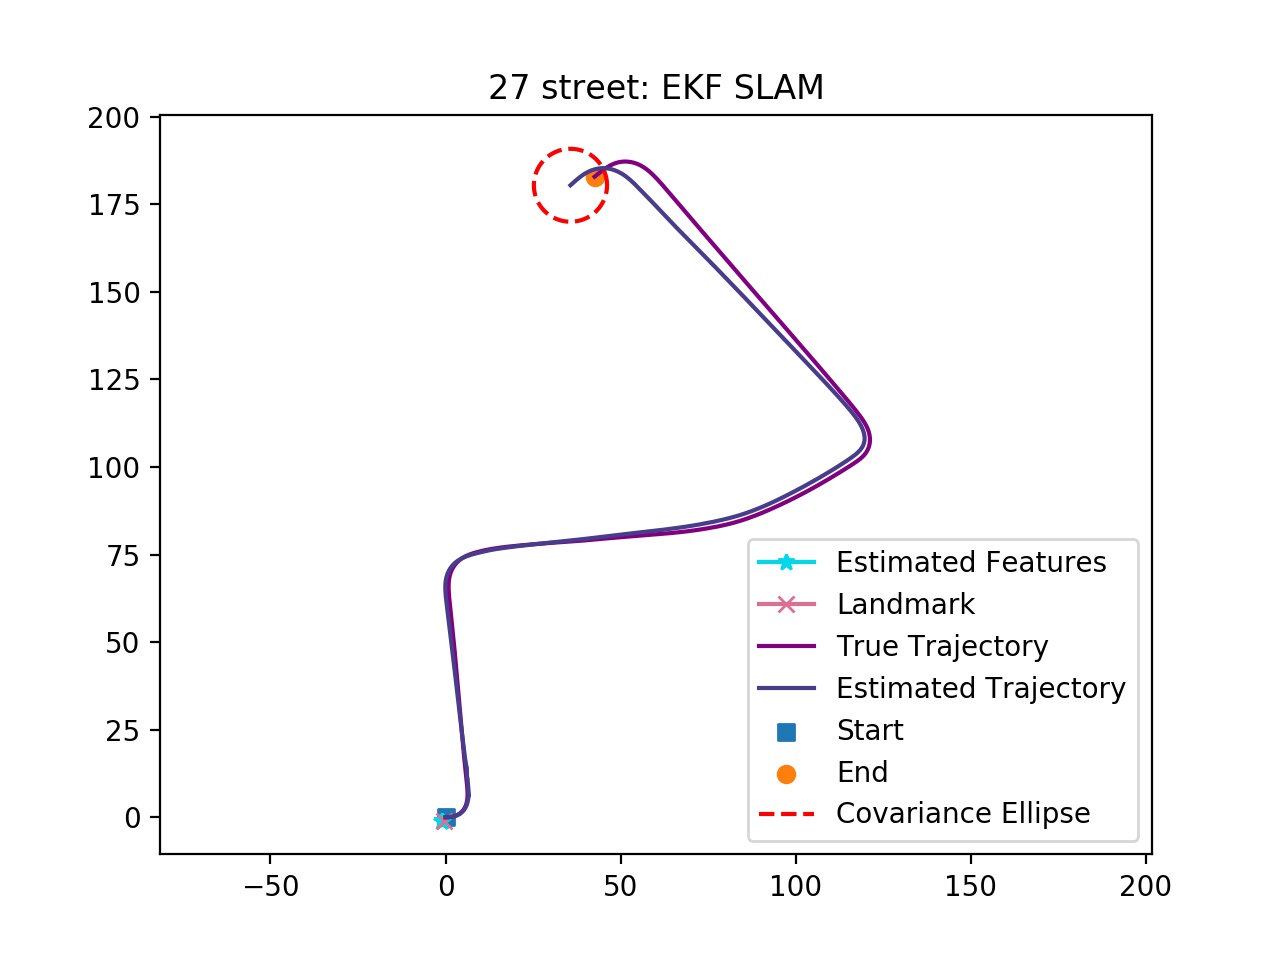 27 street: EKF SLAM
200
175
150
125
100
75
50
25
0
Estimated Features
Landmark
True Trajectory
Estimated Trajectory
Start
End
Covariance Ellipse
−50 0 50 100 150 200